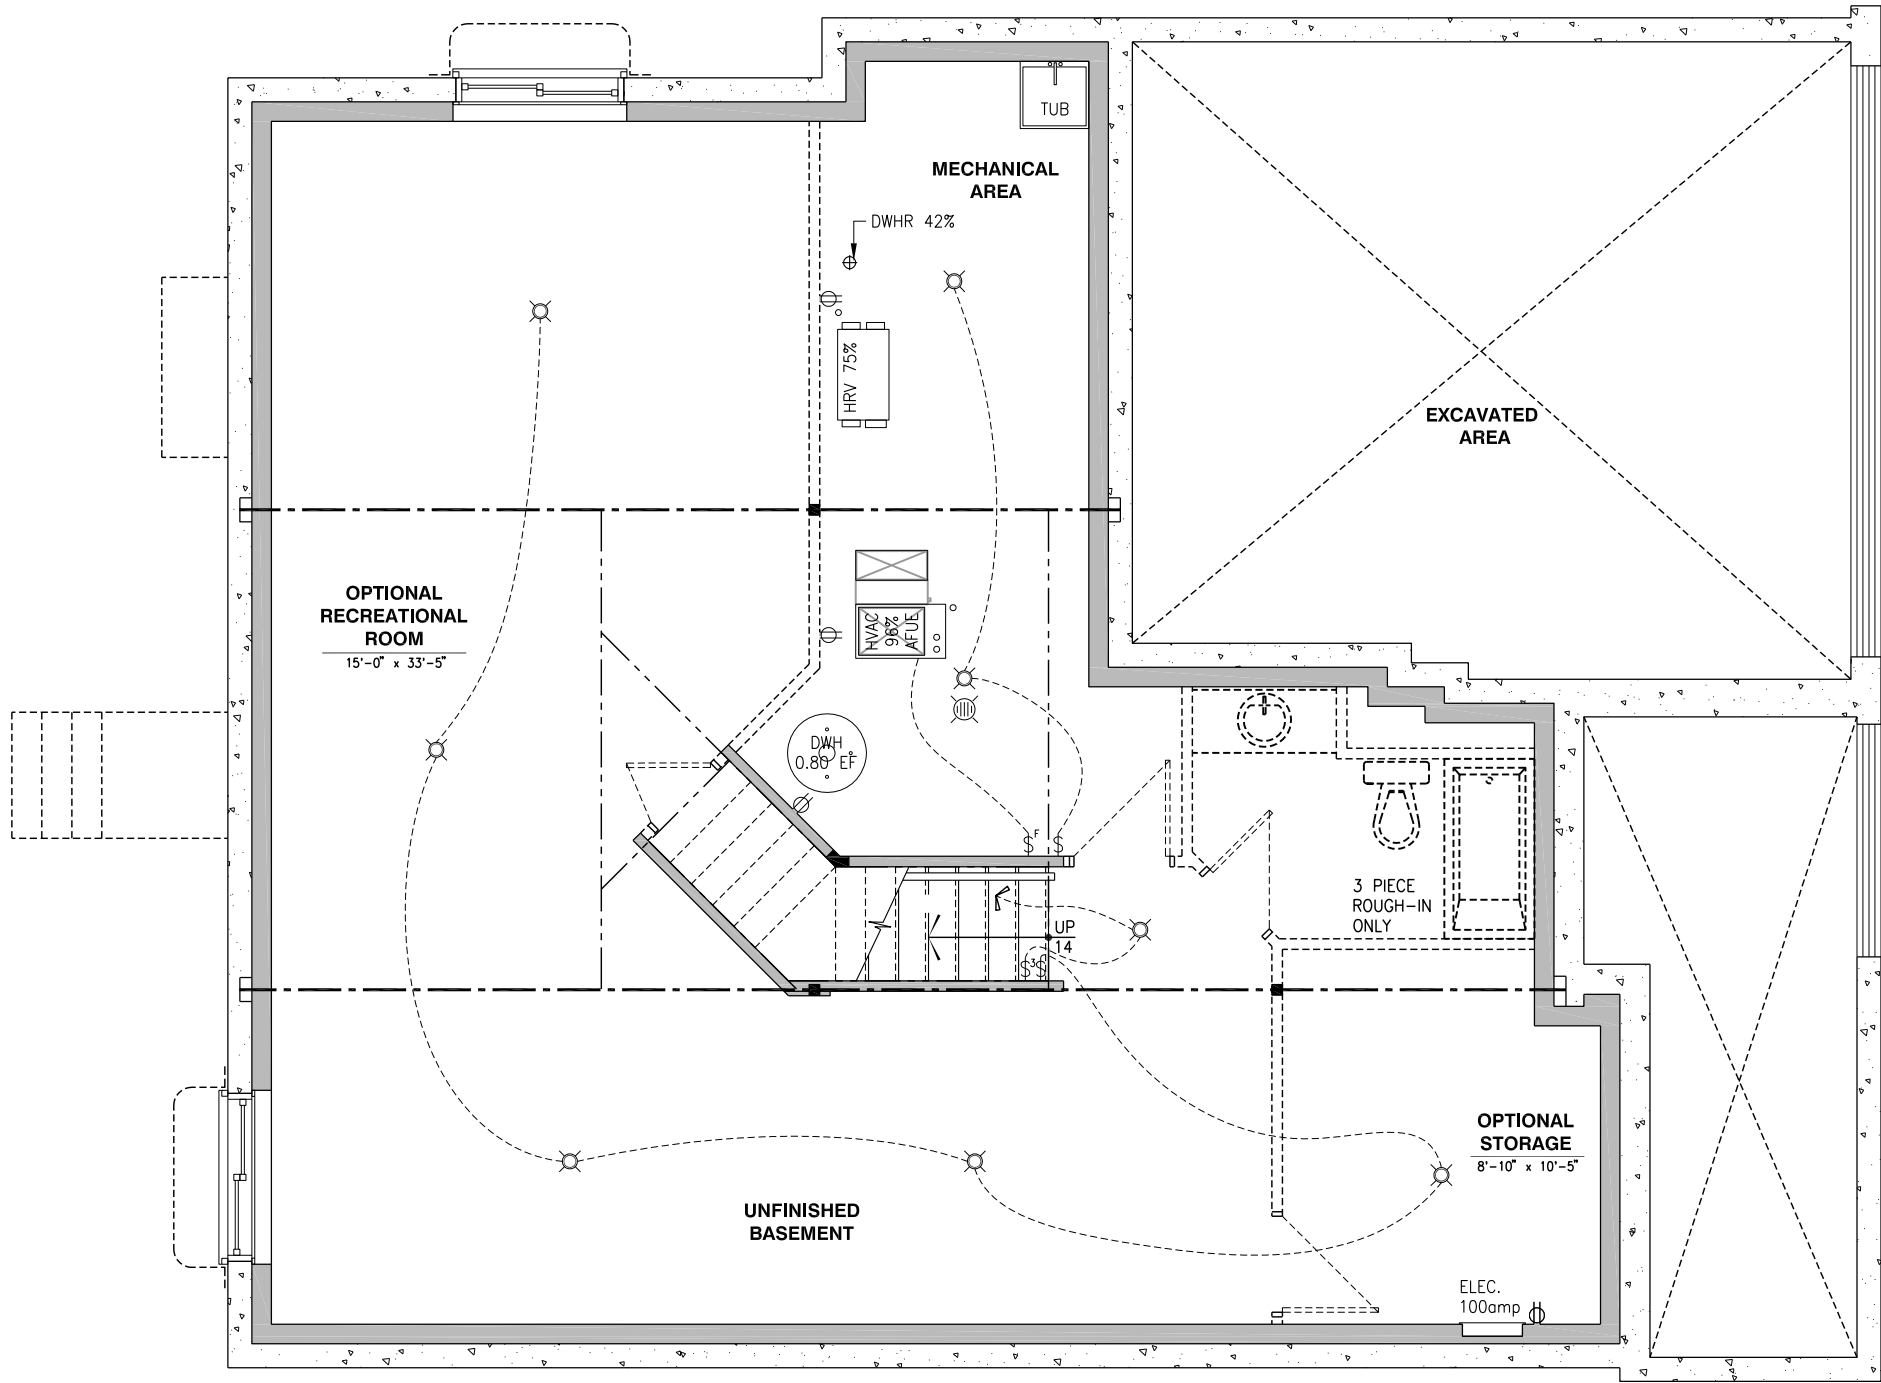 TUB
MECHANICAL
AREA
DWHR 42%
HRV 75%
EXCAVATED
AREA
OPTIONAL
RECREATIONAL
ROOM
15'-0" x 33'-5"
HVAC
96%
AFUE
DWH
0.80 EF
$F
$
3 PIECE
ROUGH-IN
ONLY
UP
14
$3$
OPTIONAL
STORAGE
8'-10" x 10'-5"
UNFINISHED
BASEMENT
ELEC.
100amp